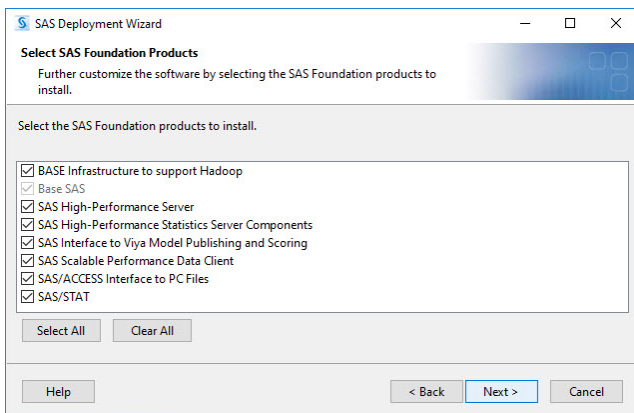 SAS Deployment Wizard
Select SAS Foundation Products
Further customize the software by selecting the SAS Foundation products to
install.
Select the SAS Foundation products to install.
BASE Infrastructure to support Hadoop
Base SAS
SAS High-Performance Server
SAS High-Performance Statistics Server Components
SAS Interface to Viya Model Publishing and Scoring
SAS Scalable Performance Data Client
SAS/ACCESS Interface to PC Files
SAS/STAT
Select All Clear All
Help < Back Next > Cancel